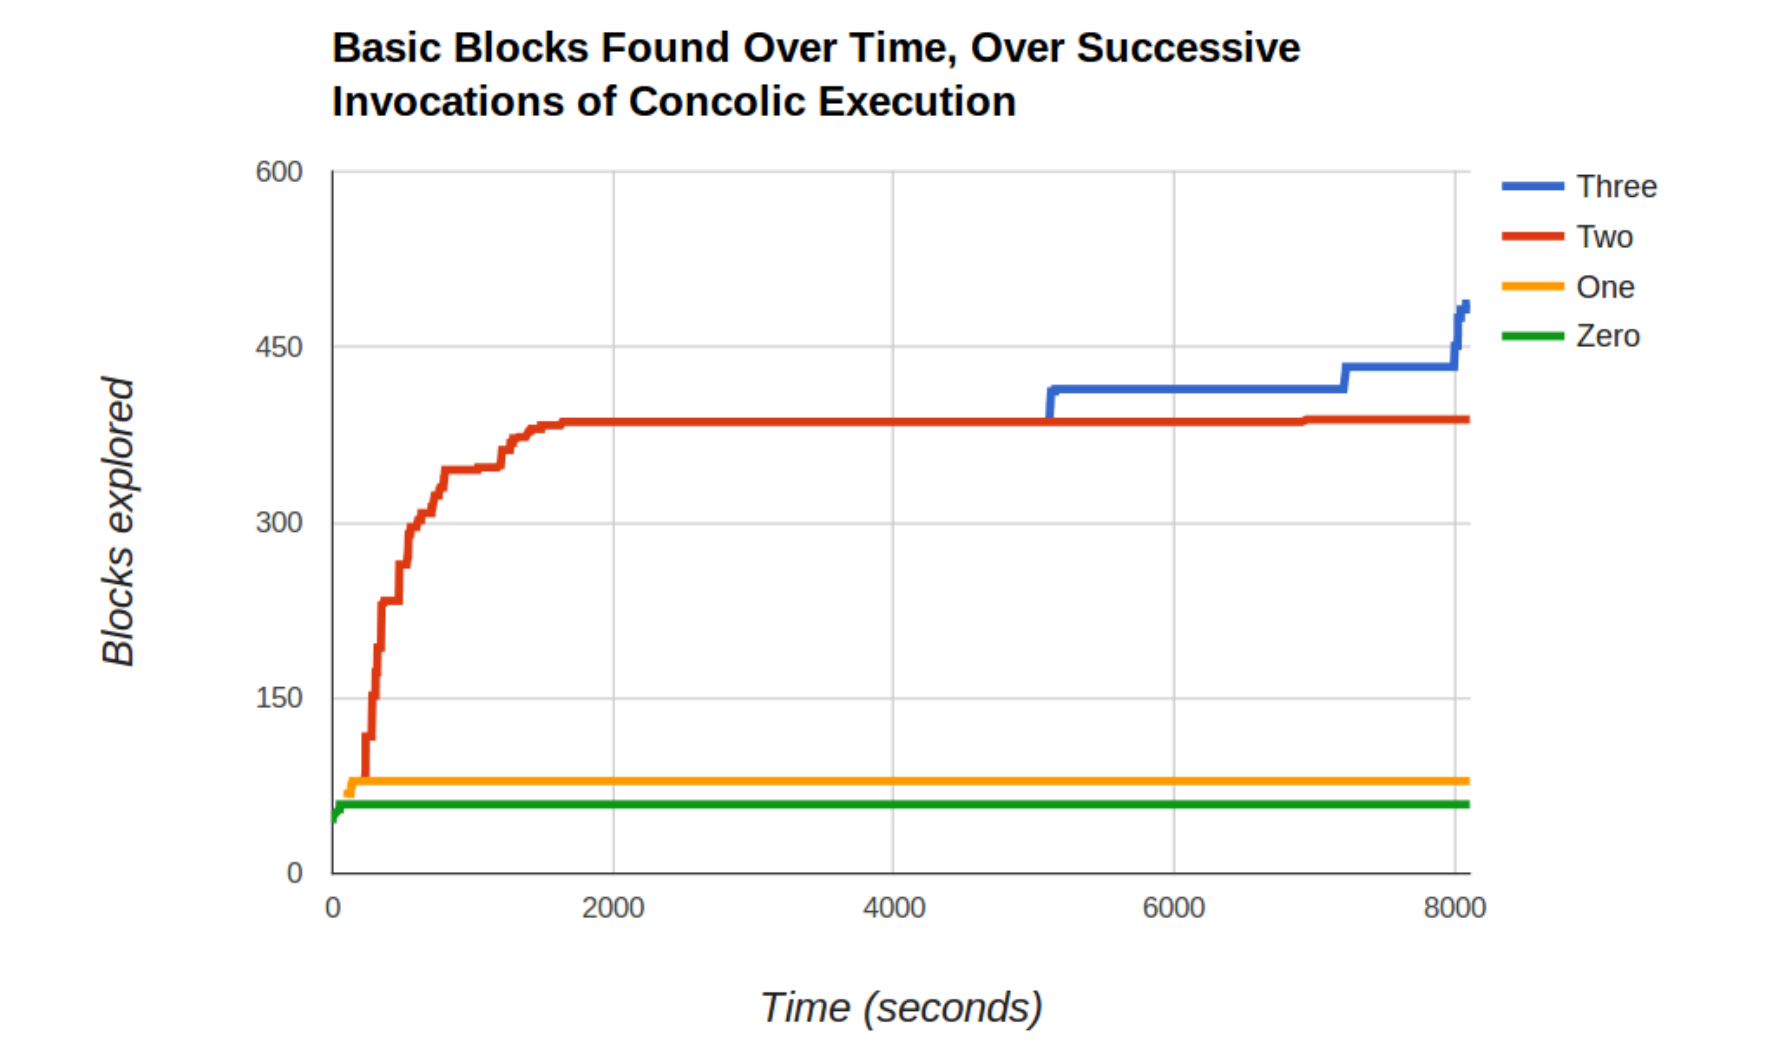 Basic Blocks Found Over Time, Over Successive
Invocations of Concolic Execution
600
450
300
150
0
Blocks explored
0 2000 4000 6000 8000
Time (seconds)
Three
Two
One
Zero